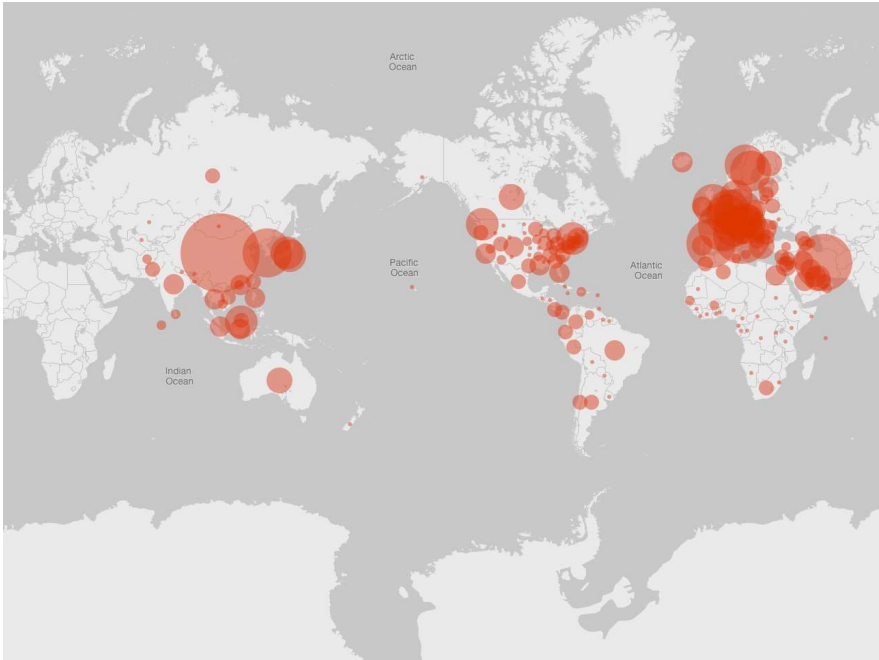 Arctic
Ocean
Pacific
Ocean
Atlantic
Ocean
Indian
Ocean